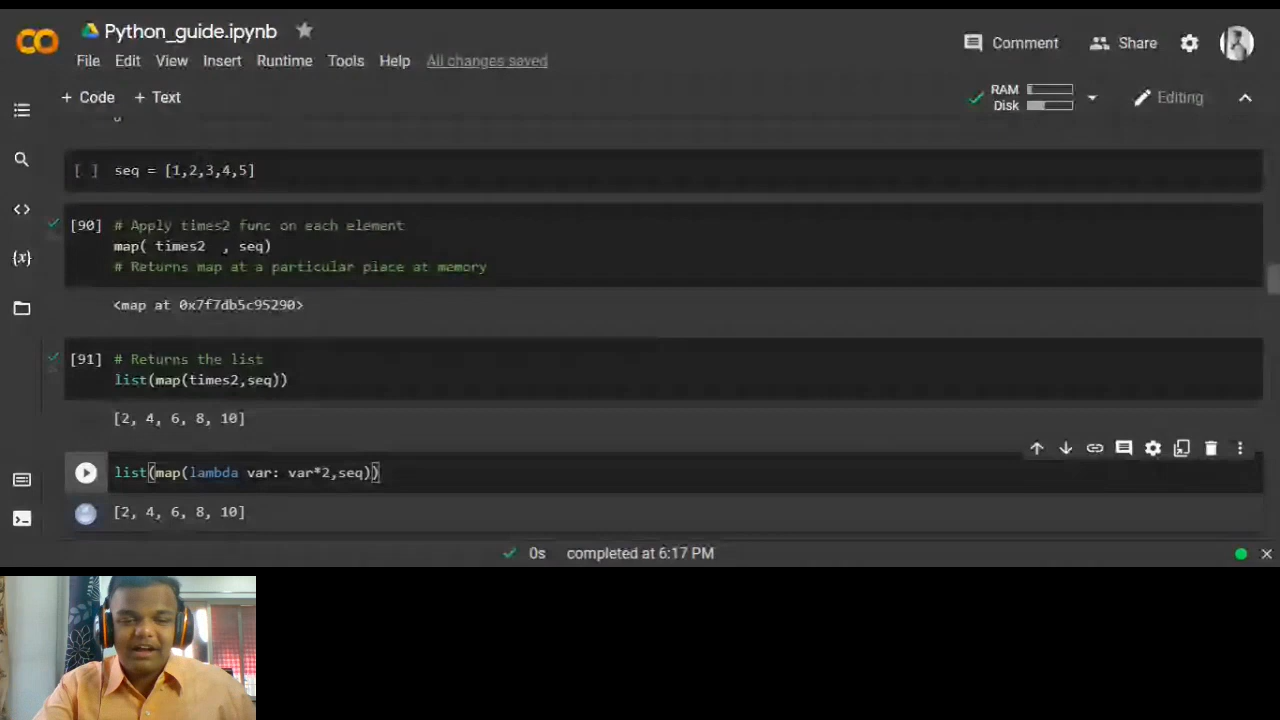 Python_guide.ipynb
Comment
Share
File Edit View Insert Runtime Tools Help All changes saved
+ Code + Text
RAM
Disk
Editing
[ ] seq = [1,2,3,4,5]
[90] # Apply times2 func on each element
map( times2 , seq)
# Returns map at a particular place at memory
<map at 0x7f7db5c95290>
[91] # Returns the list
list(map(times2,seq))
[2, 4, 6, 8, 10]
list(map(lambda var: var*2,seq))
[2, 4, 6, 8, 10]
0s completed at 6:17 PM